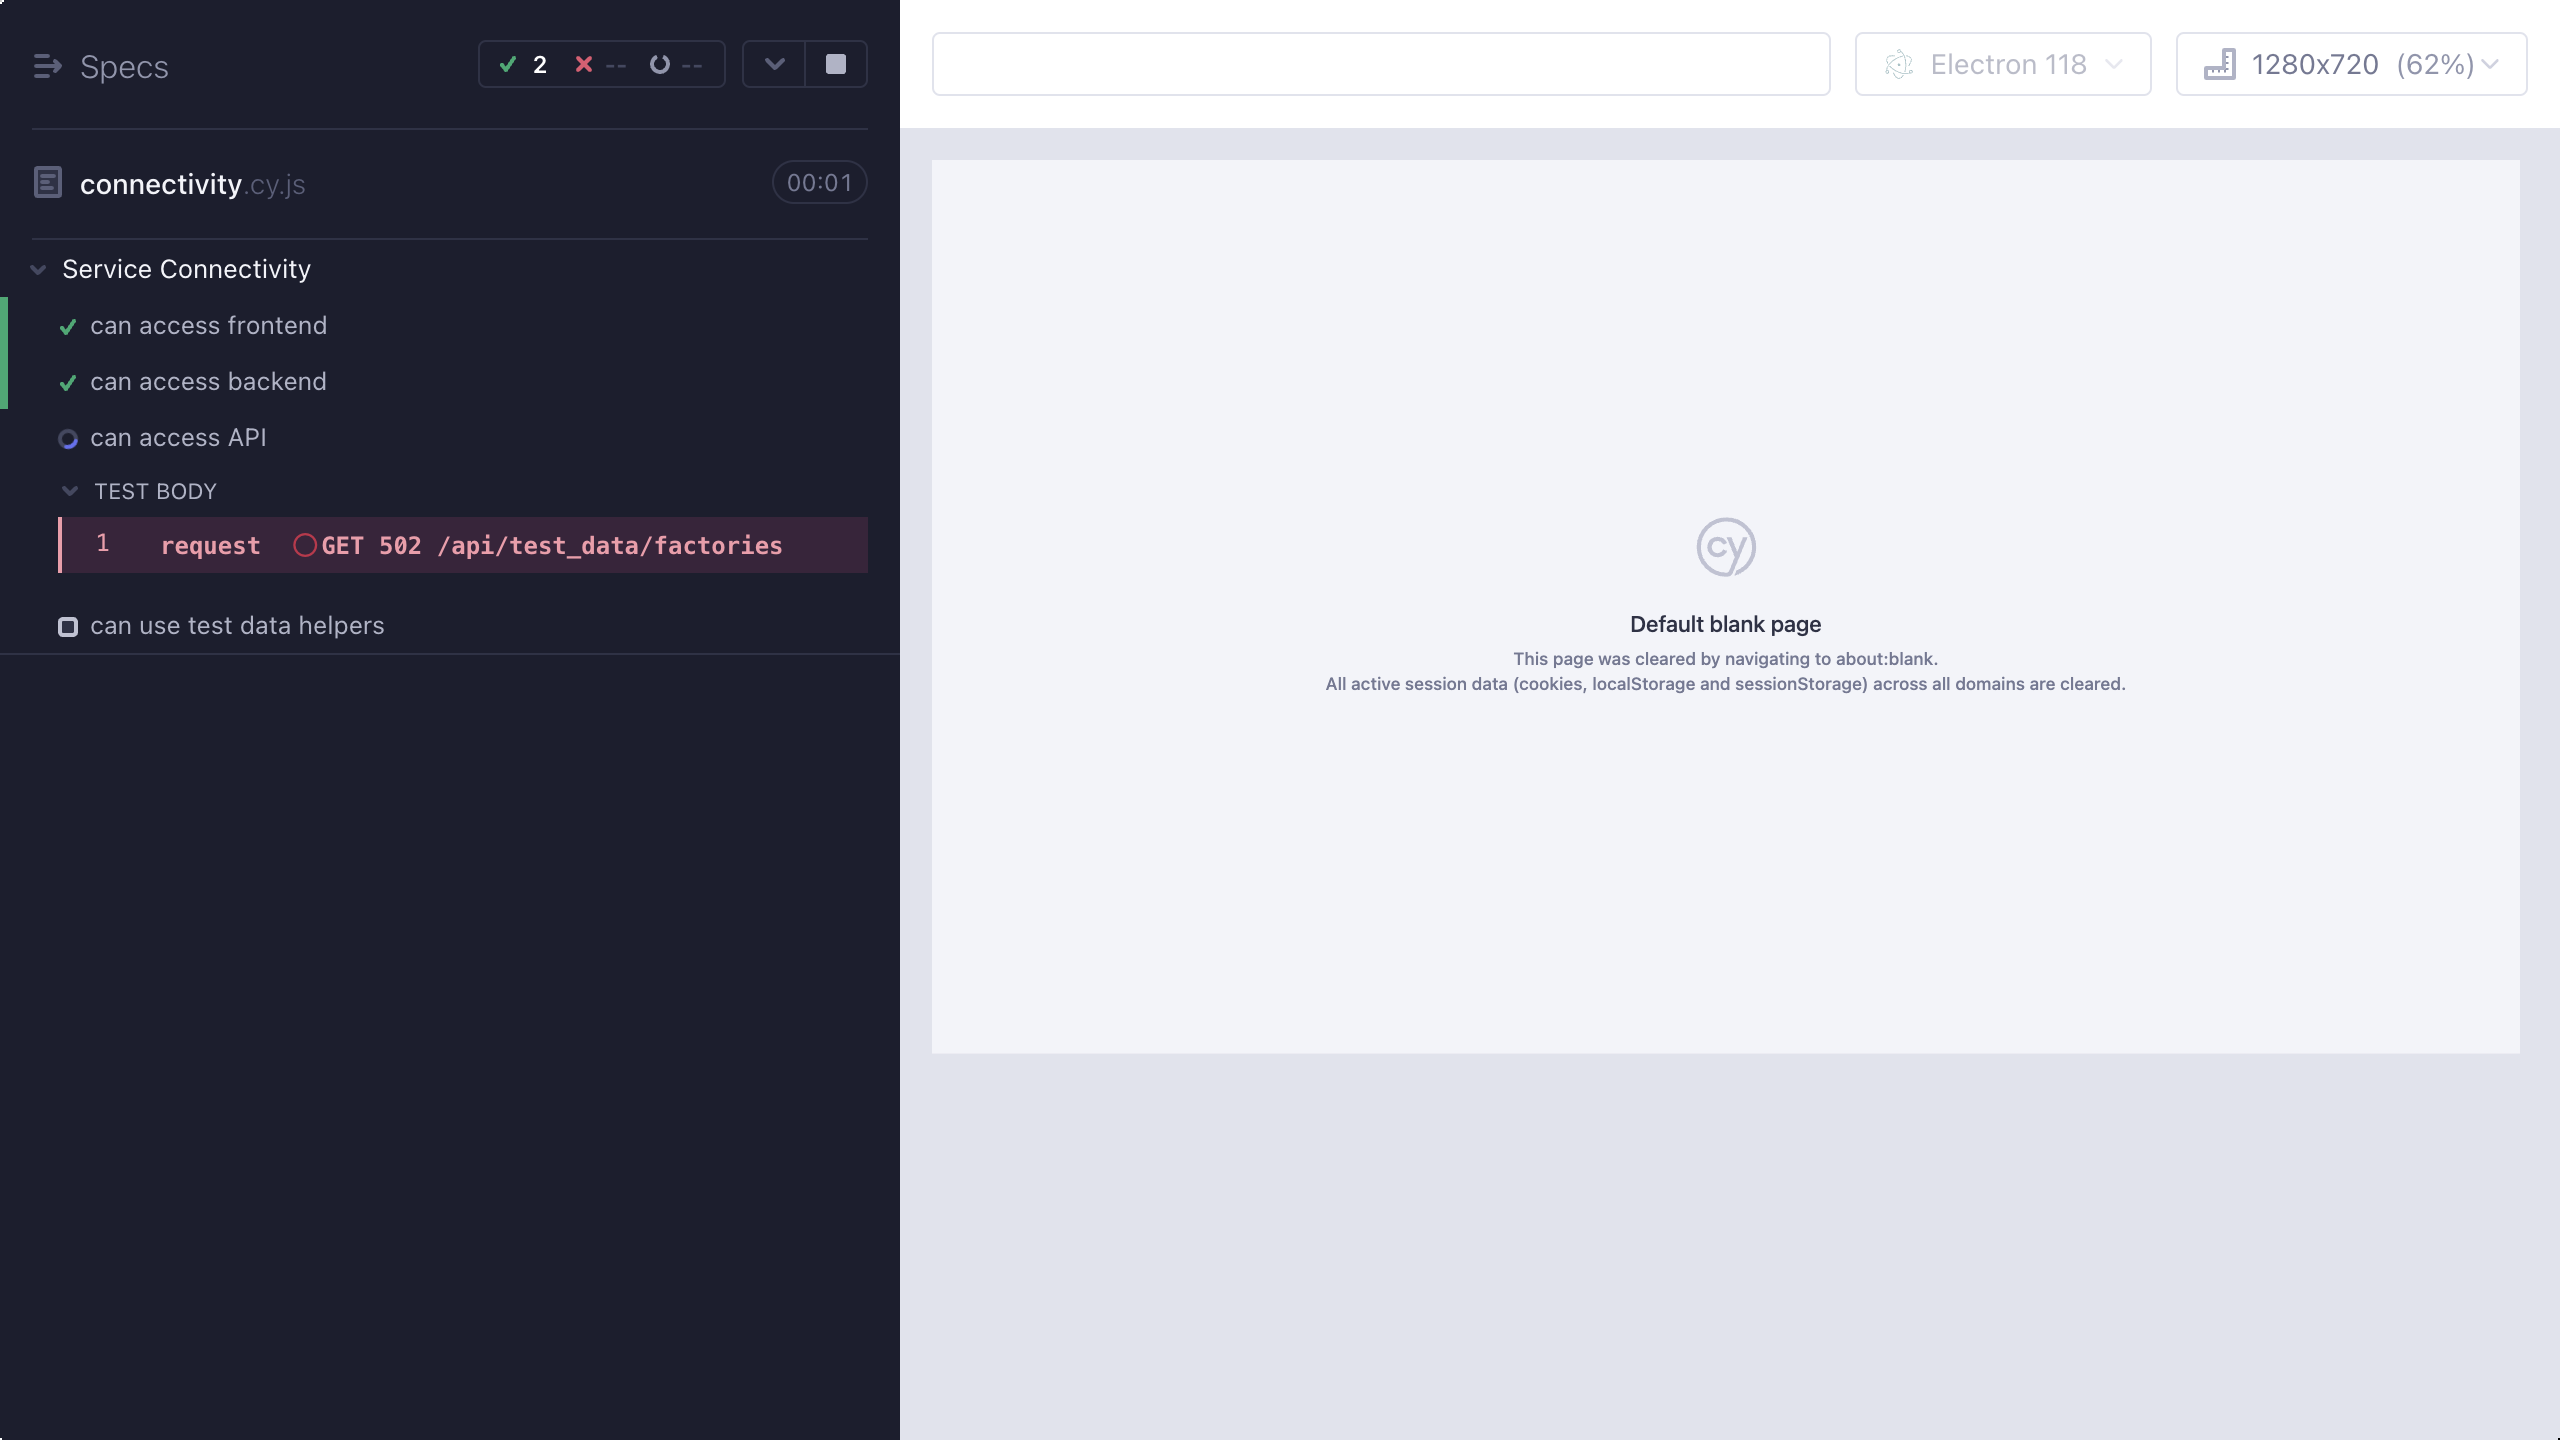 Specs
2 -- --
connectivity.cy.js
00:01
Service Connectivity
can access frontend
can access backend
can access API
TEST BODY
1 request GET 502 /api/test_data/factories
can use test data helpers
Electron 118
1280x720 (62%)
cy
Default blank page
This page was cleared by navigating to about:blank.
All active session data (cookies, localStorage and sessionStorage) across all domains are cleared.